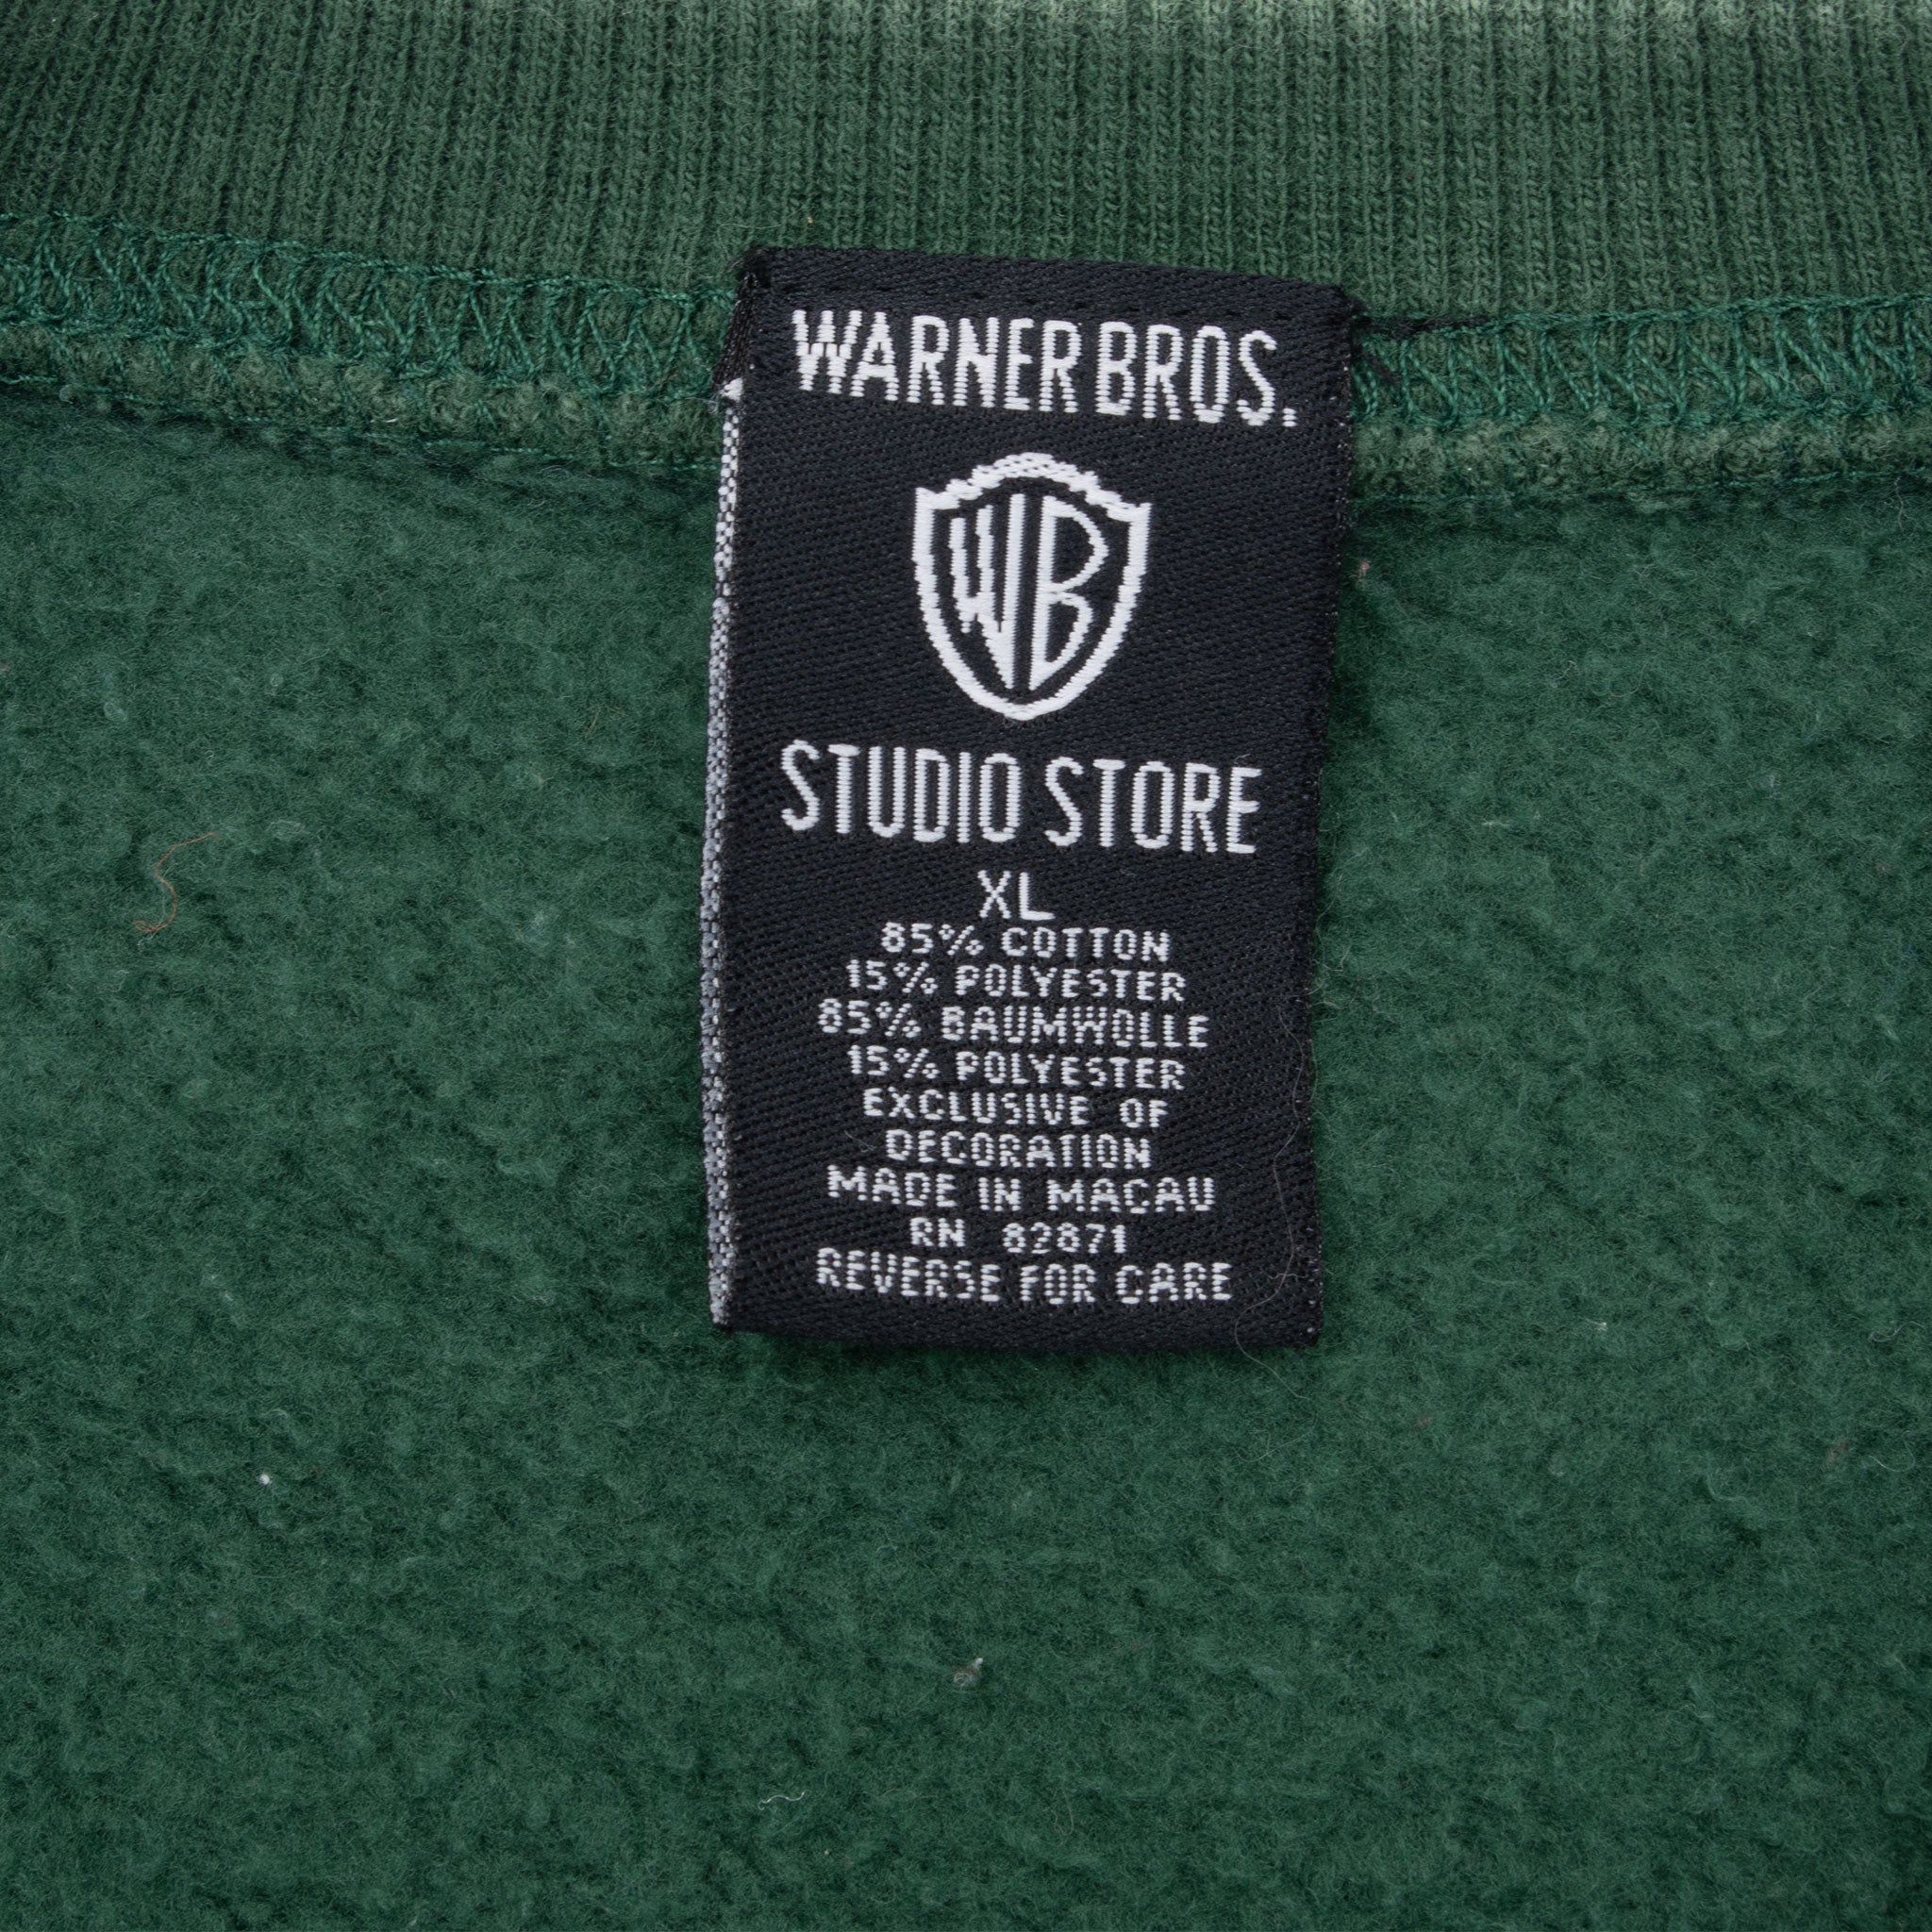 WARNER BROS.
WB
STUDIO STORE
XL
85% COTTON
15% POLYESTER
85% BAUMWOLLE
15% POLYESTER
EXCLUSIVE OF
DECORATION
MADE IN MACAU
RN 82871
REVERSE FOR CARE